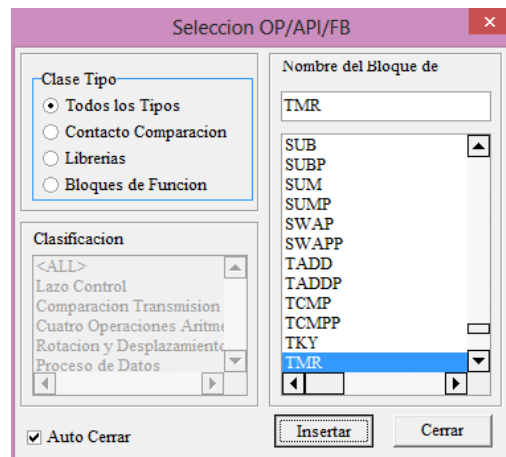 Seleccion OP/API/FB
Clase Tipo
Todos los Tipos
Contacto Comparacion
Librerias
Bloques de Funcion
Clasificacion
<ALL>
Lazo Control
Comparacion Transmision
Cuatro Operaciones Aritme
Rotacion y Desplazamiento
Proceso de Datos
Auto Cerrar
Nombre del Bloque de
TMR
SUB
SUBP
SUM
SUMP
SWAP
SWAPP
TADD
TADDP
TCMP
TCMPP
TKY
TMR
Insertar
Cerrar